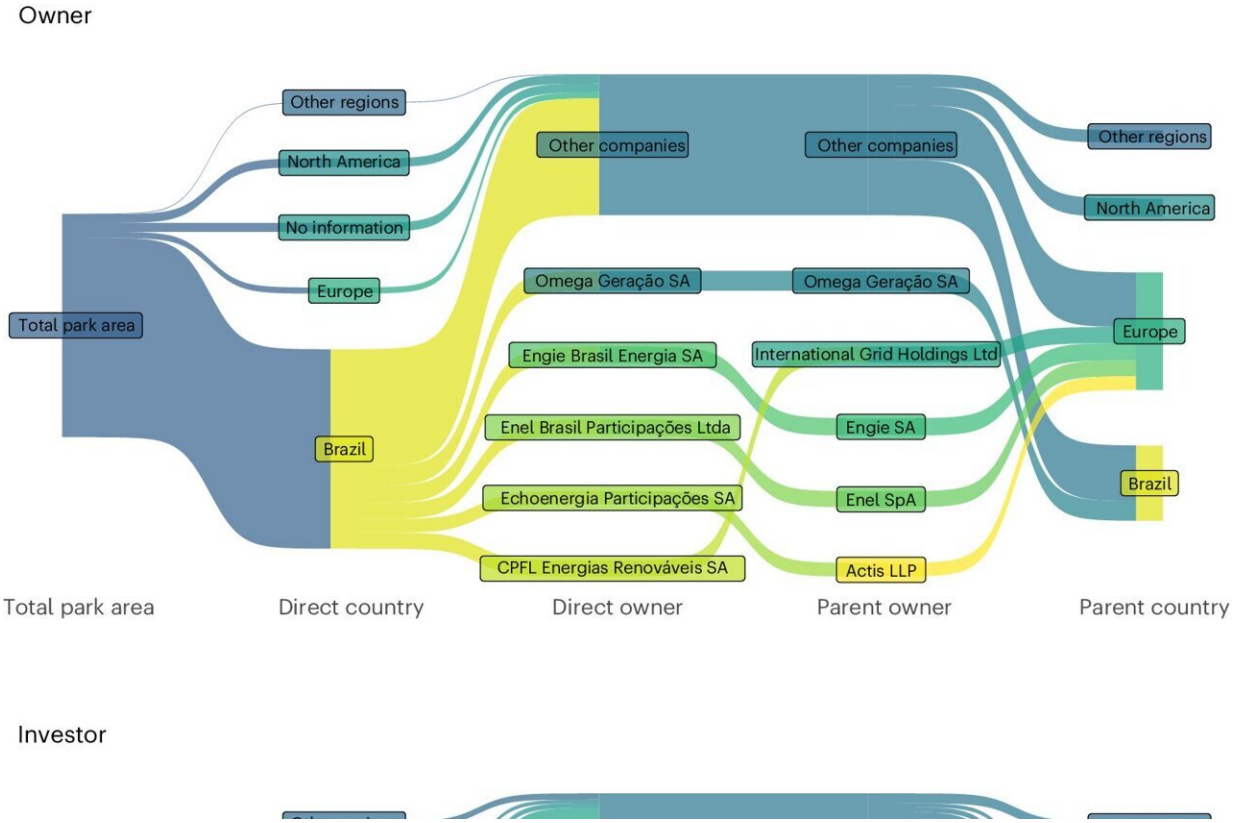 Owner
Other regions
North America
No information
Europe
Total park area
Brazil
Other companies
Other companies
Omega Geração SA
Omega Geração SA
Engie Brasil Energia SA
International Grid Holdings Ltd
Enel Brasil Participações Ltda
Engie SA
Echoenergia Participações SA
Enel SpA
CPFL Energias Renováveis SA
Actis LLP
Other regions
North America
Europe
Brazil
Total park area
Direct country
Direct owner
Parent owner
Parent country
Investor